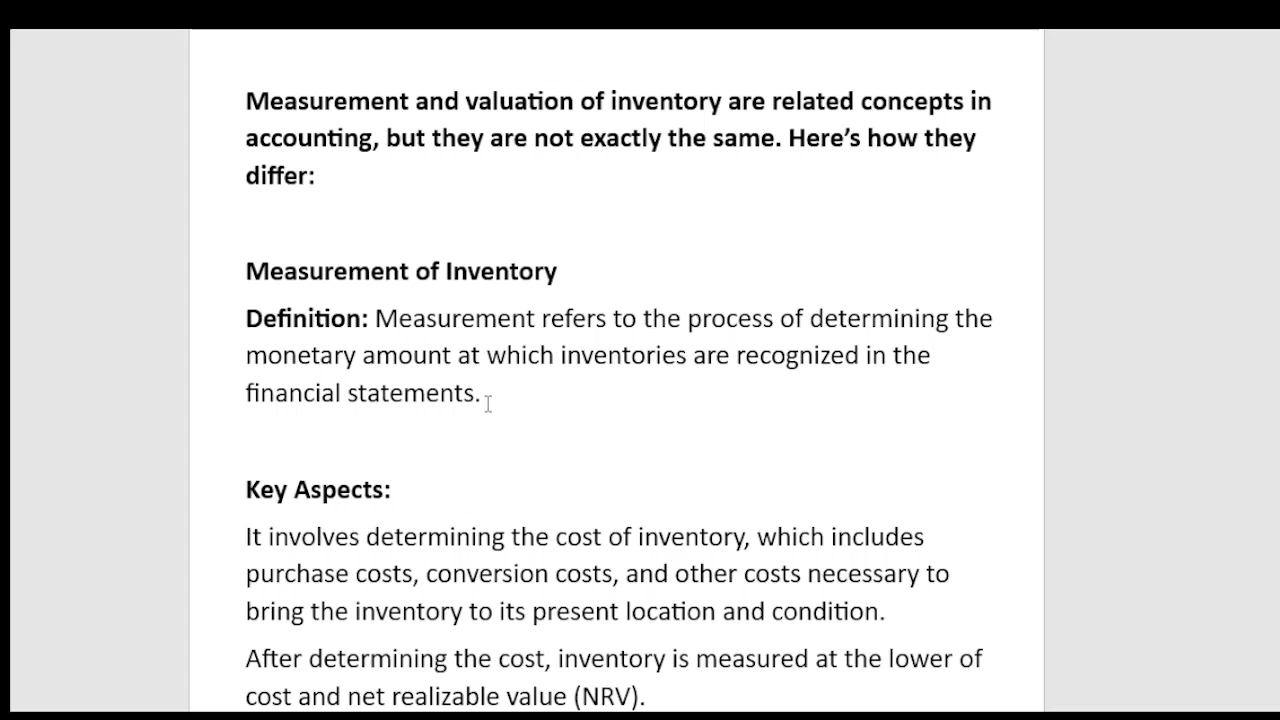 Measurement and valuation of inventory are related concepts in
accounting, but they are not exactly the same. Here’s how they
differ:
Measurement of Inventory
Definition: Measurement refers to the process of determining the
monetary amount at which inventories are recognized in the
financial statements.
Key Aspects:
It involves determining the cost of inventory, which includes
purchase costs, conversion costs, and other costs necessary to
bring the inventory to its present location and condition.
After determining the cost, inventory is measured at the lower of
cost and net realizable value (NRV).